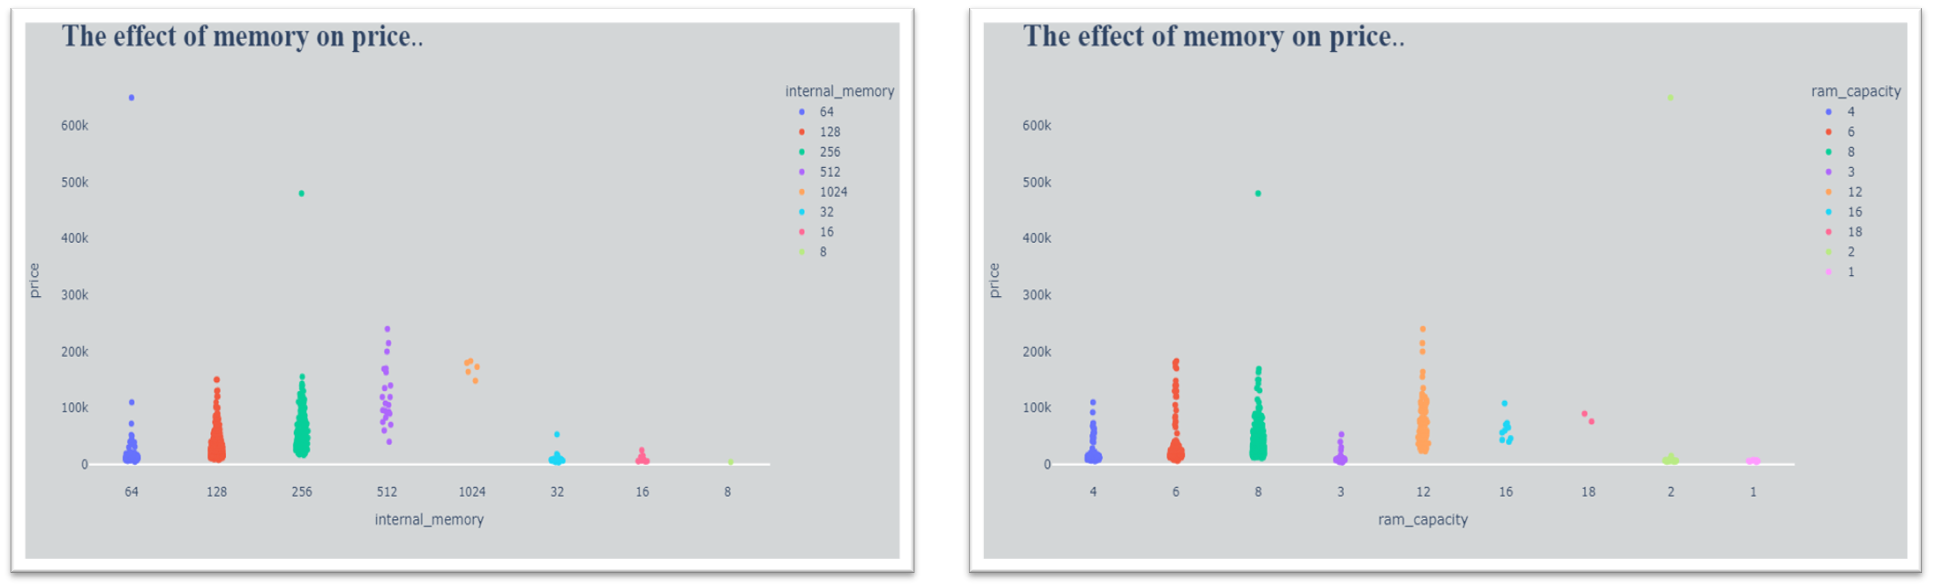 The effect of memory on price..
internal_memory
64
128
256
512
1024
32
16
8
600k
500k
400k
300k
200k
100k
0
price
64 128 256 512 1024 32 16 8
internal_memory
The effect of memory on price..
ram_capacity
4
6
8
3
12
16
18
2
1
600k
500k
400k
300k
200k
100k
0
price
4 6 8 3 12 16 18 2 1
ram_capacity